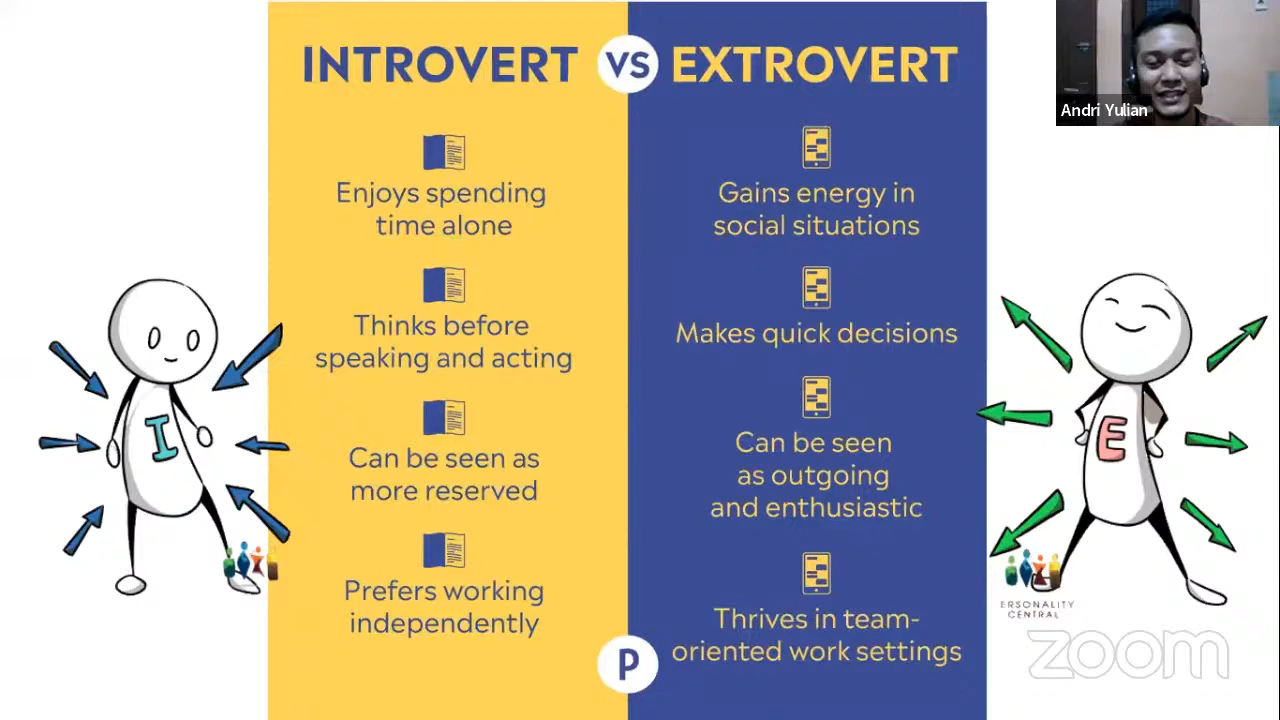 INTROVERT VS EXTROVERT
Andri Yulian
Enjoys spending
time alone
Thinks before
speaking and acting
Can be seen as
more reserved
Prefers working
independently
Gains energy in
social situations
Makes quick decisions
Can be seen
as outgoing
and enthusiastic
Thrives in team-
oriented work settings
P
I
E
ERSONALITY
CENTRAL
zoom